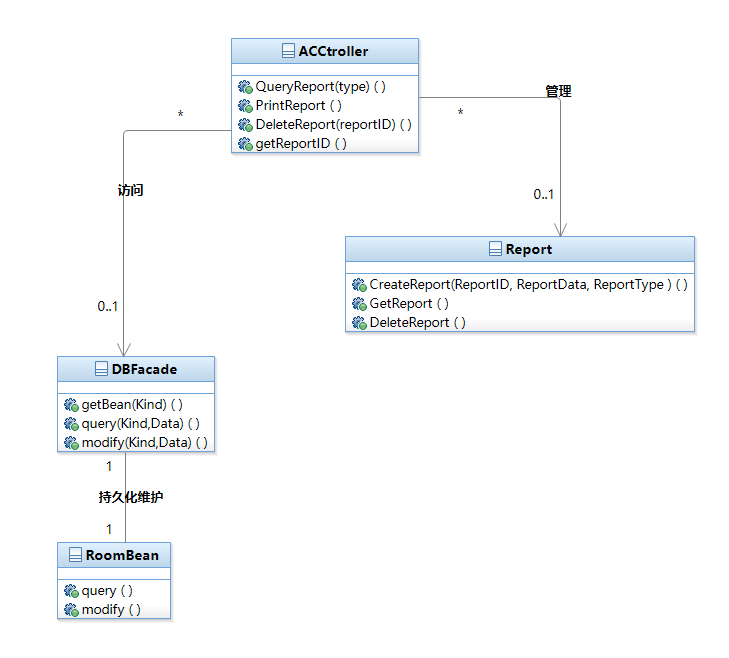 ACCtroller
QueryReport(type) ( )
PrintReport ( )
DeleteReport(reportID) ( )
getReportID ( )
管理
*
*
访问
0..1
0..1
Report
CreateReport(ReportID, ReportData, ReportType ) ( )
GetReport ( )
DeleteReport ( )
DBFacade
getBean(Kind) ( )
query(Kind,Data) ( )
modify(Kind,Data) ( )
1
持久化维护
1
RoomBean
query ( )
modify ( )